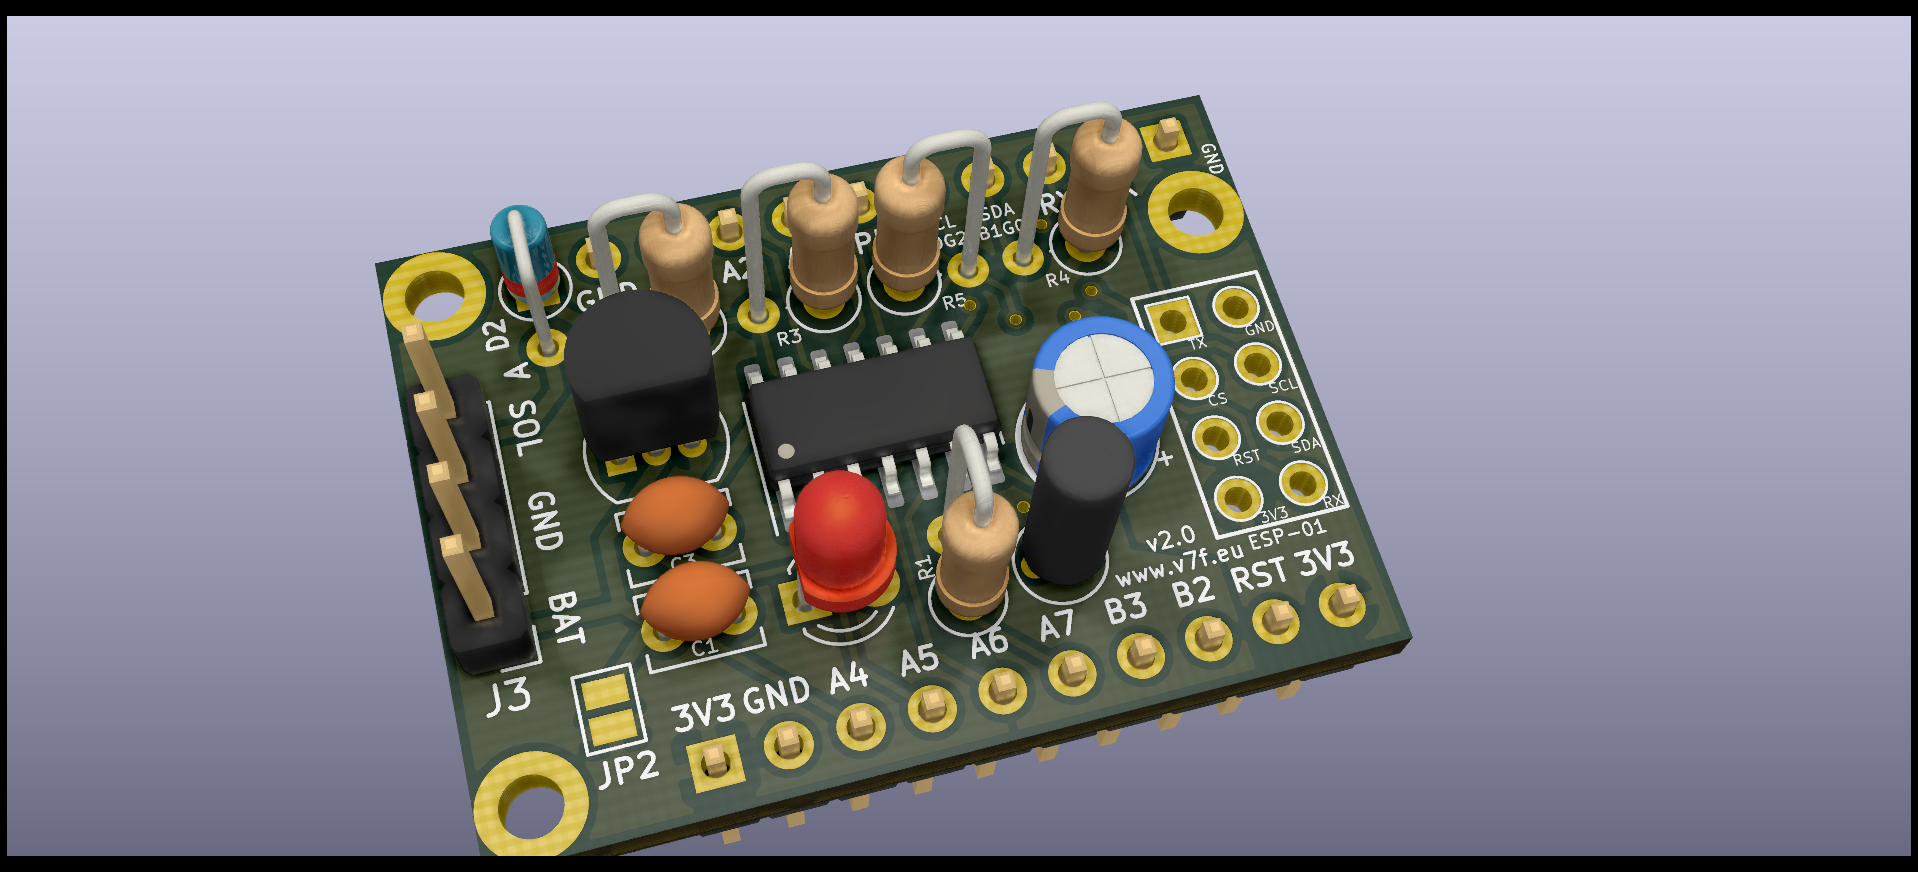 GND
SDA
D2
A
SOL
GND
BAT
J3
JP2
R3
R5
R4
TX
GND
CS
SCL
RST
SDA
3V3
RX
+
C3
C1
R1
v2.0
www.v7f.eu
ESP-01
3V3 GND A4 A5 A6 A7 B3 B2 RST 3V3